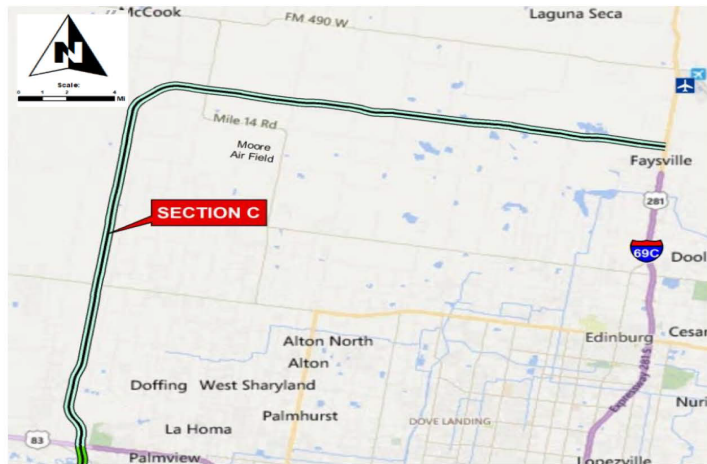 McCook
FM 490 W
Laguna Seca
N
Scale:
0 1 2 4
Mi
Mile 14 Rd
Moore
Air Field
Faysville
281
SECTION C
69C
Dool
Alton North
Edinburg
Cesar
Alton
Expressway 281 S
Doffing
West Sharyland
Palmhurst
Nuri
DOVE LANDING
La Homa
83
Palmview
Lopezville